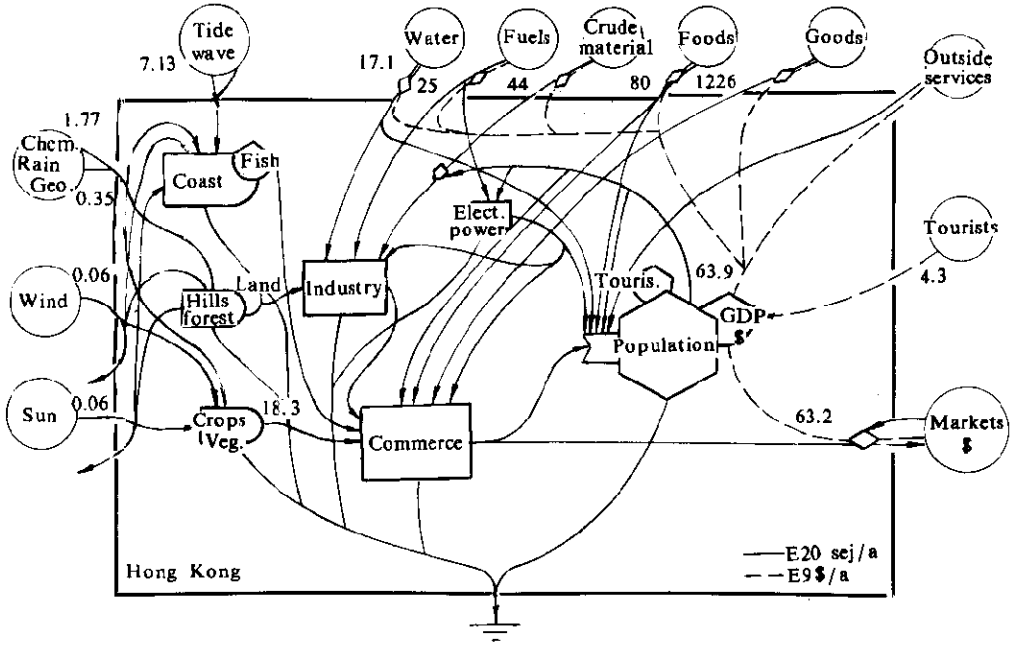 Tide
wave
Water
Fuels
Crude
material
Foods
Goods
Outside
services
7.13
17.1
25
44
80
1226
1.77
Chem.
Rain
Geo.
0.35
Coast
Fish
Elect.
power
Tourists
4.3
0.06
Wind
Land
Hills
forest
Industry
Touris.
63.9
GDP
$
Population
Sun
0.06
Crops
Veg.
18.3
Commerce
63.2
Markets
$
Hong Kong
E20 sej/a
E9$/a